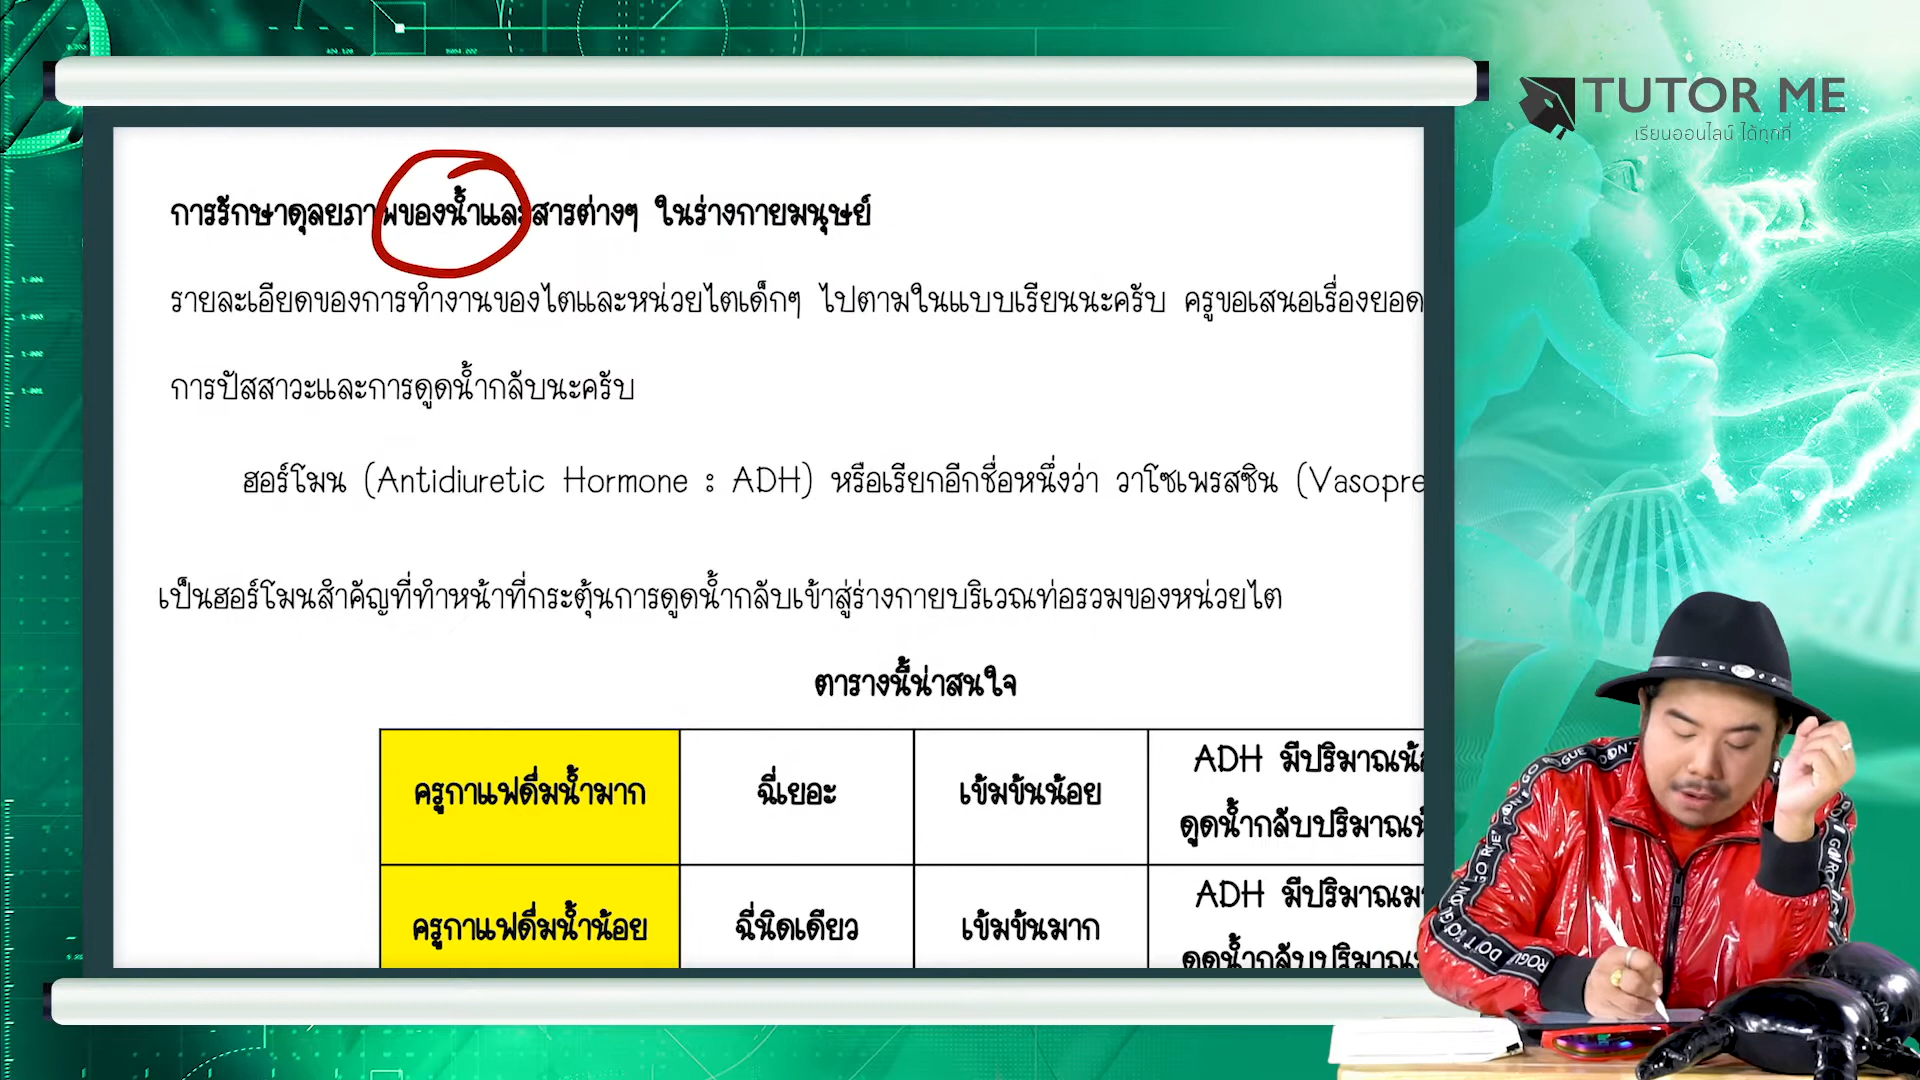 TUTOR ME
เรียนออนไลน์ ได้ทุกที่
การรักษาดุลยภาพของน้ำและสารต่างๆ ในร่างกายมนุษย์
รายละเอียดของการทำงานของไตและหน่วยไตเด็กๆ ไปตามในแบบเรียนนะครับ ครูขอเสนอเรื่องยอด
การปัสสาวะและการดูดน้ำกลับนะครับ
ฮอร์โมน (Antidiuretic Hormone : ADH) หรือเรียกอีกชื่อหนึ่งว่า วาโซเพรสซิน (Vasopre
เป็นฮอร์โมนสำคัญที่ทำหน้าที่กระตุ้นการดูดน้ำกลับเข้าสู่ร่างกายบริเวณท่อรวมของหน่วยไต
ตารางนี้น่าสนใจ
ครูกาแฟดื่มน้ำมาก ฉี่เยอะ เข้มข้นน้อย ADH มีปริมาณ
ดูดน้ำกลับปริมาณ
ครูกาแฟดื่มน้ำน้อย ฉี่นิดเดียว เข้มข้นมาก ADH มีปริมาณ
ดูดน้ำกลับปริมาณ